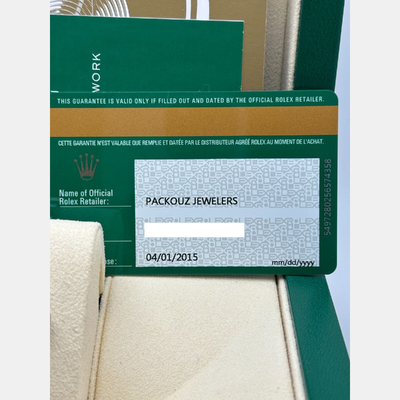 WORK
THIS GUARANTEE IS VALID ONLY IF FILLED OUT AND DATED BY THE OFFICIAL ROLEX RETAILER.
CETTE GARANTIE N'EST VALABLE QUE REMPLIE ET DATÉE PAR LE DISTRIBUTEUR AGRÉÉ ROLEX AU MOMENT DE L'ACHAT.
Name of Official
Rolex Retailer:
PACKOUZ JEWELERS
04/01/2015
mm/dd/yyyy
5497280256574358